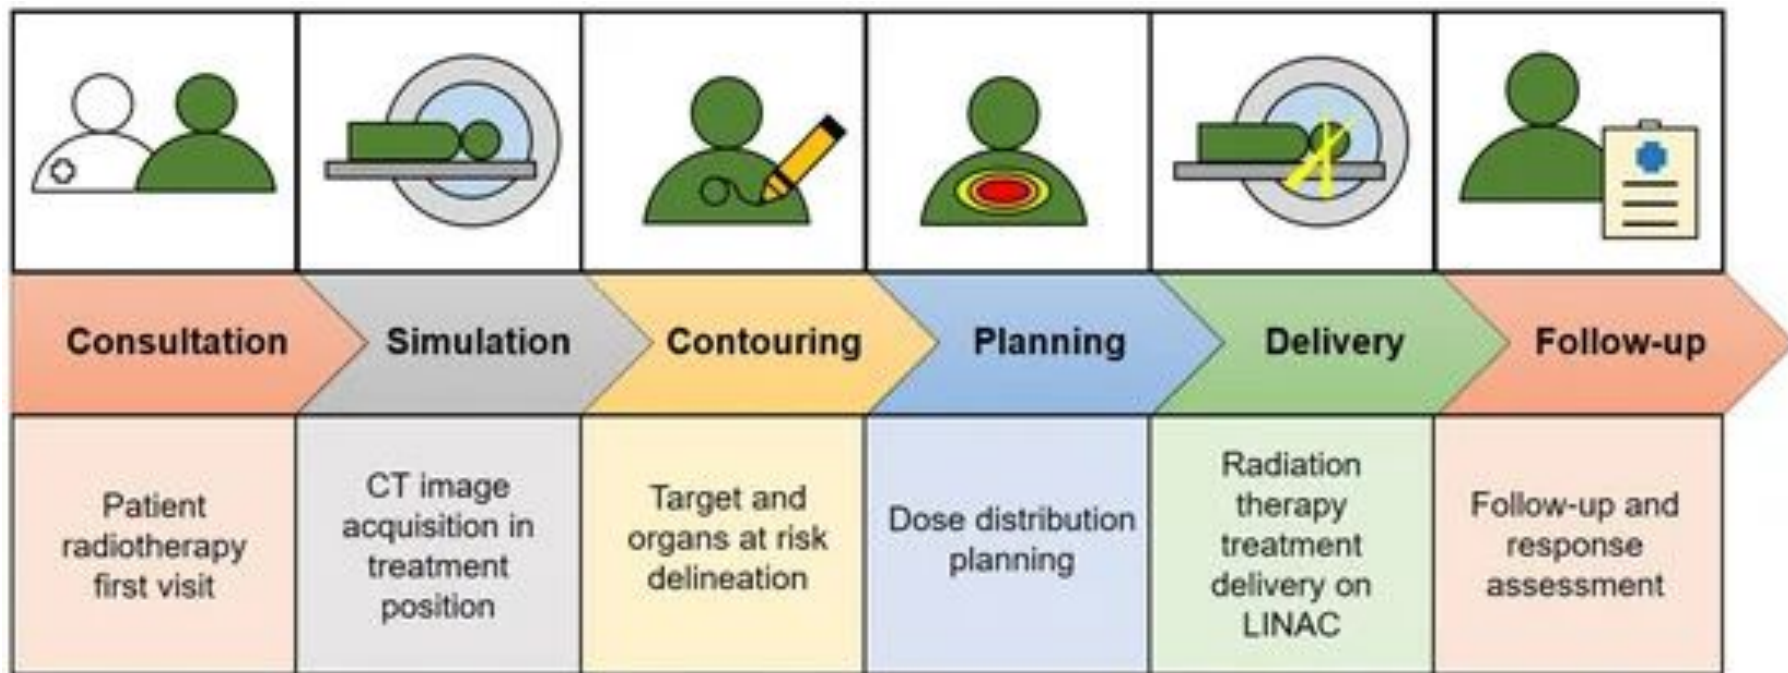 Consultation
Simulation
Contouring
Planning
Delivery
Follow-up
Patient
radiotherapy
first visit
CT image
acquisition in
treatment
position
Target and
organs at risk
delineation
Dose distribution
planning
Radiation
therapy
treatment
delivery on
LINAC
Follow-up and
response
assessment